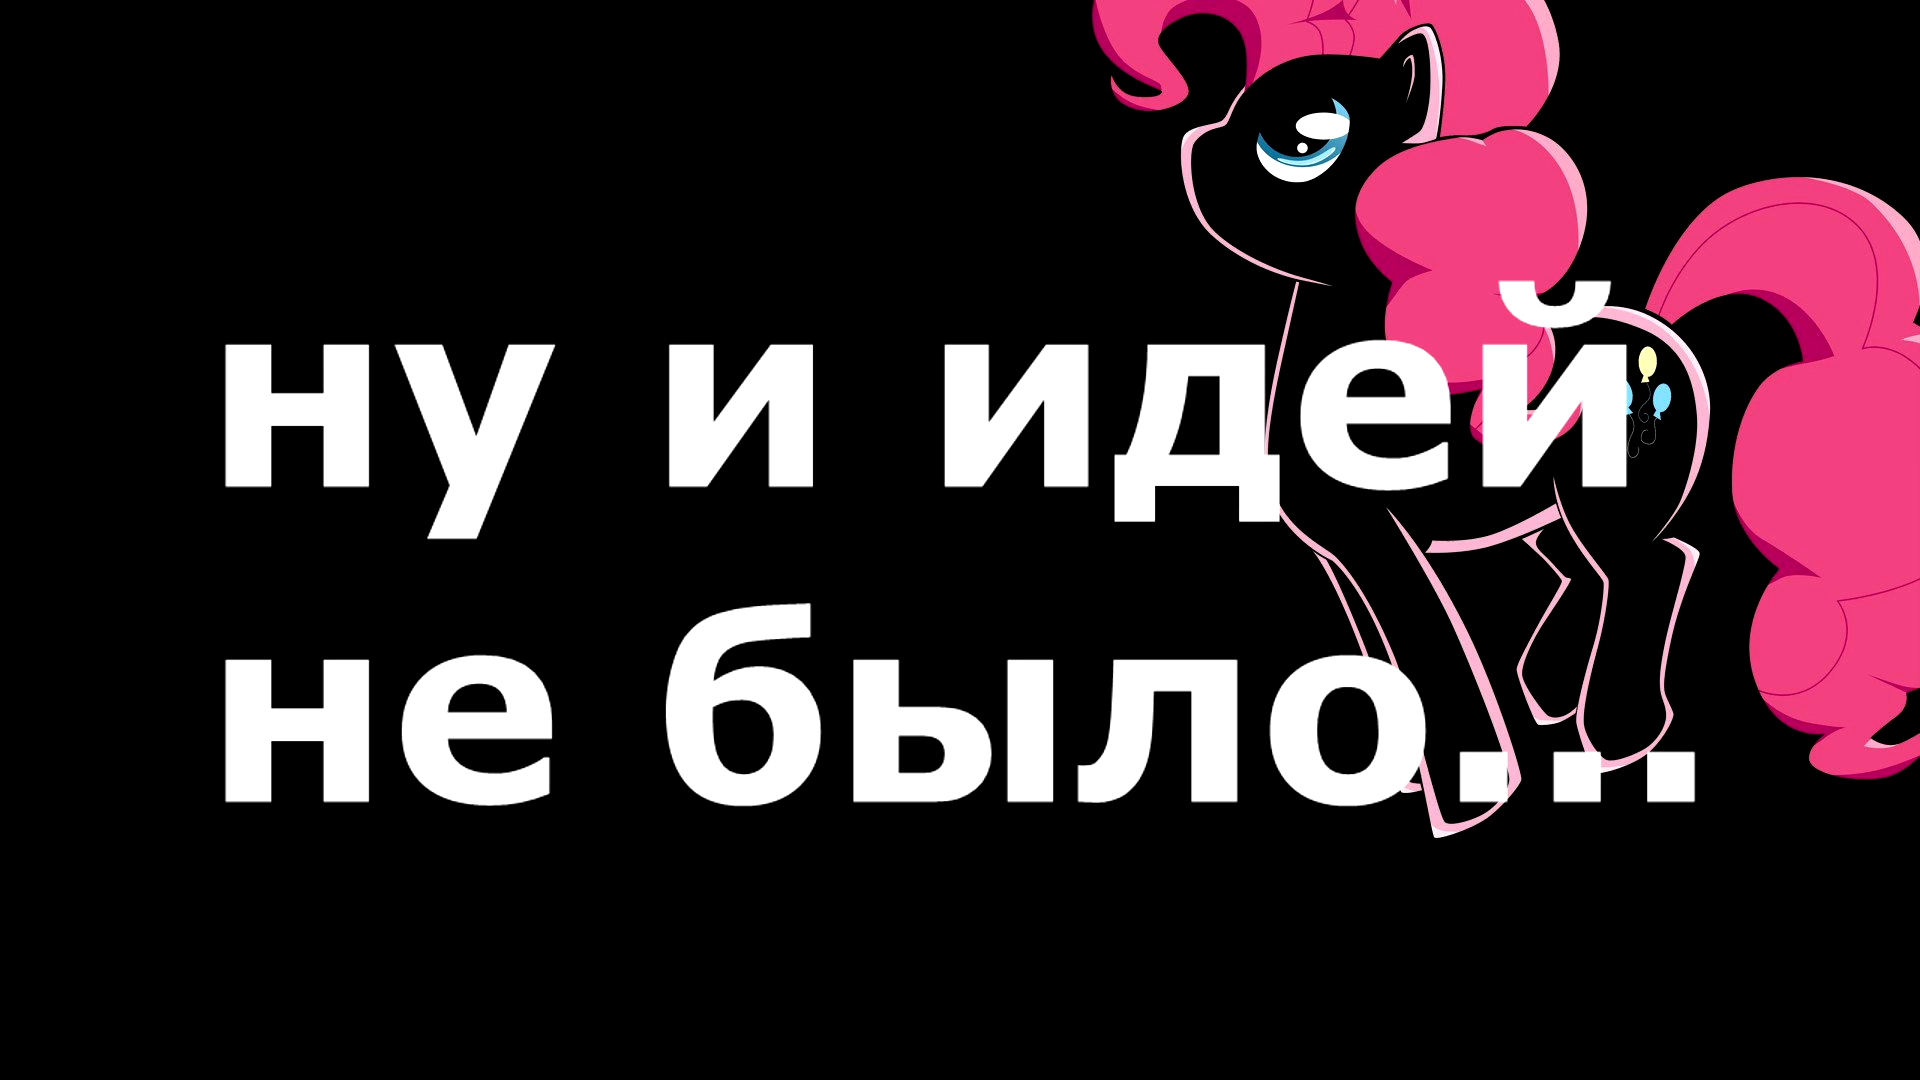 ну и идей
не было...